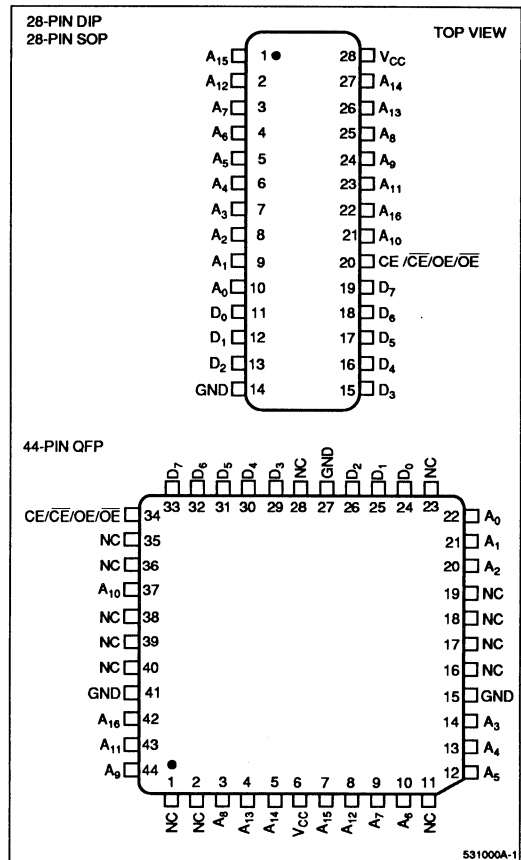 28-PIN DIP
28-PIN SOP
TOP VIEW
A₁₅ 1 28 V_CC
A₁₂ 2 27 A₁₄
A₇ 3 26 A₁₃
A₆ 4 25 A₈
A₅ 5 24 A₉
A₄ 6 23 A₁₁
A₃ 7 22 A₁₆
A₂ 8 21 A₁₀
A₁ 9 20 CE /C̅E̅/OE/O̅E̅
A₀ 10 19 D₇
D₀ 11 18 D₆
D₁ 12 17 D₅
D₂ 13 16 D₄
GND 14 15 D₃
44-PIN QFP
D₇ D₆ D₅ D₄ D₃ NC GND D₂ D₁ D₀ NC
33 32 31 30 29 28 27 26 25 24 23
CE/C̅E̅/OE/O̅E̅ 34 22 A₀
NC 35 21 A₁
NC 36 20 A₂
A₁₀ 37 19 NC
NC 38 18 NC
NC 39 17 NC
NC 40 16 NC
GND 41 15 GND
A₁₆ 42 14 A₃
A₁₁ 43 13 A₄
A₉ 44 12 A₅
1 2 3 4 5 6 7 8 9 10 11
NC NC A₈ A₁₃ A₁₄ V_CC A₁₅ A₁₂ A₇ A₆ NC
531000A-1